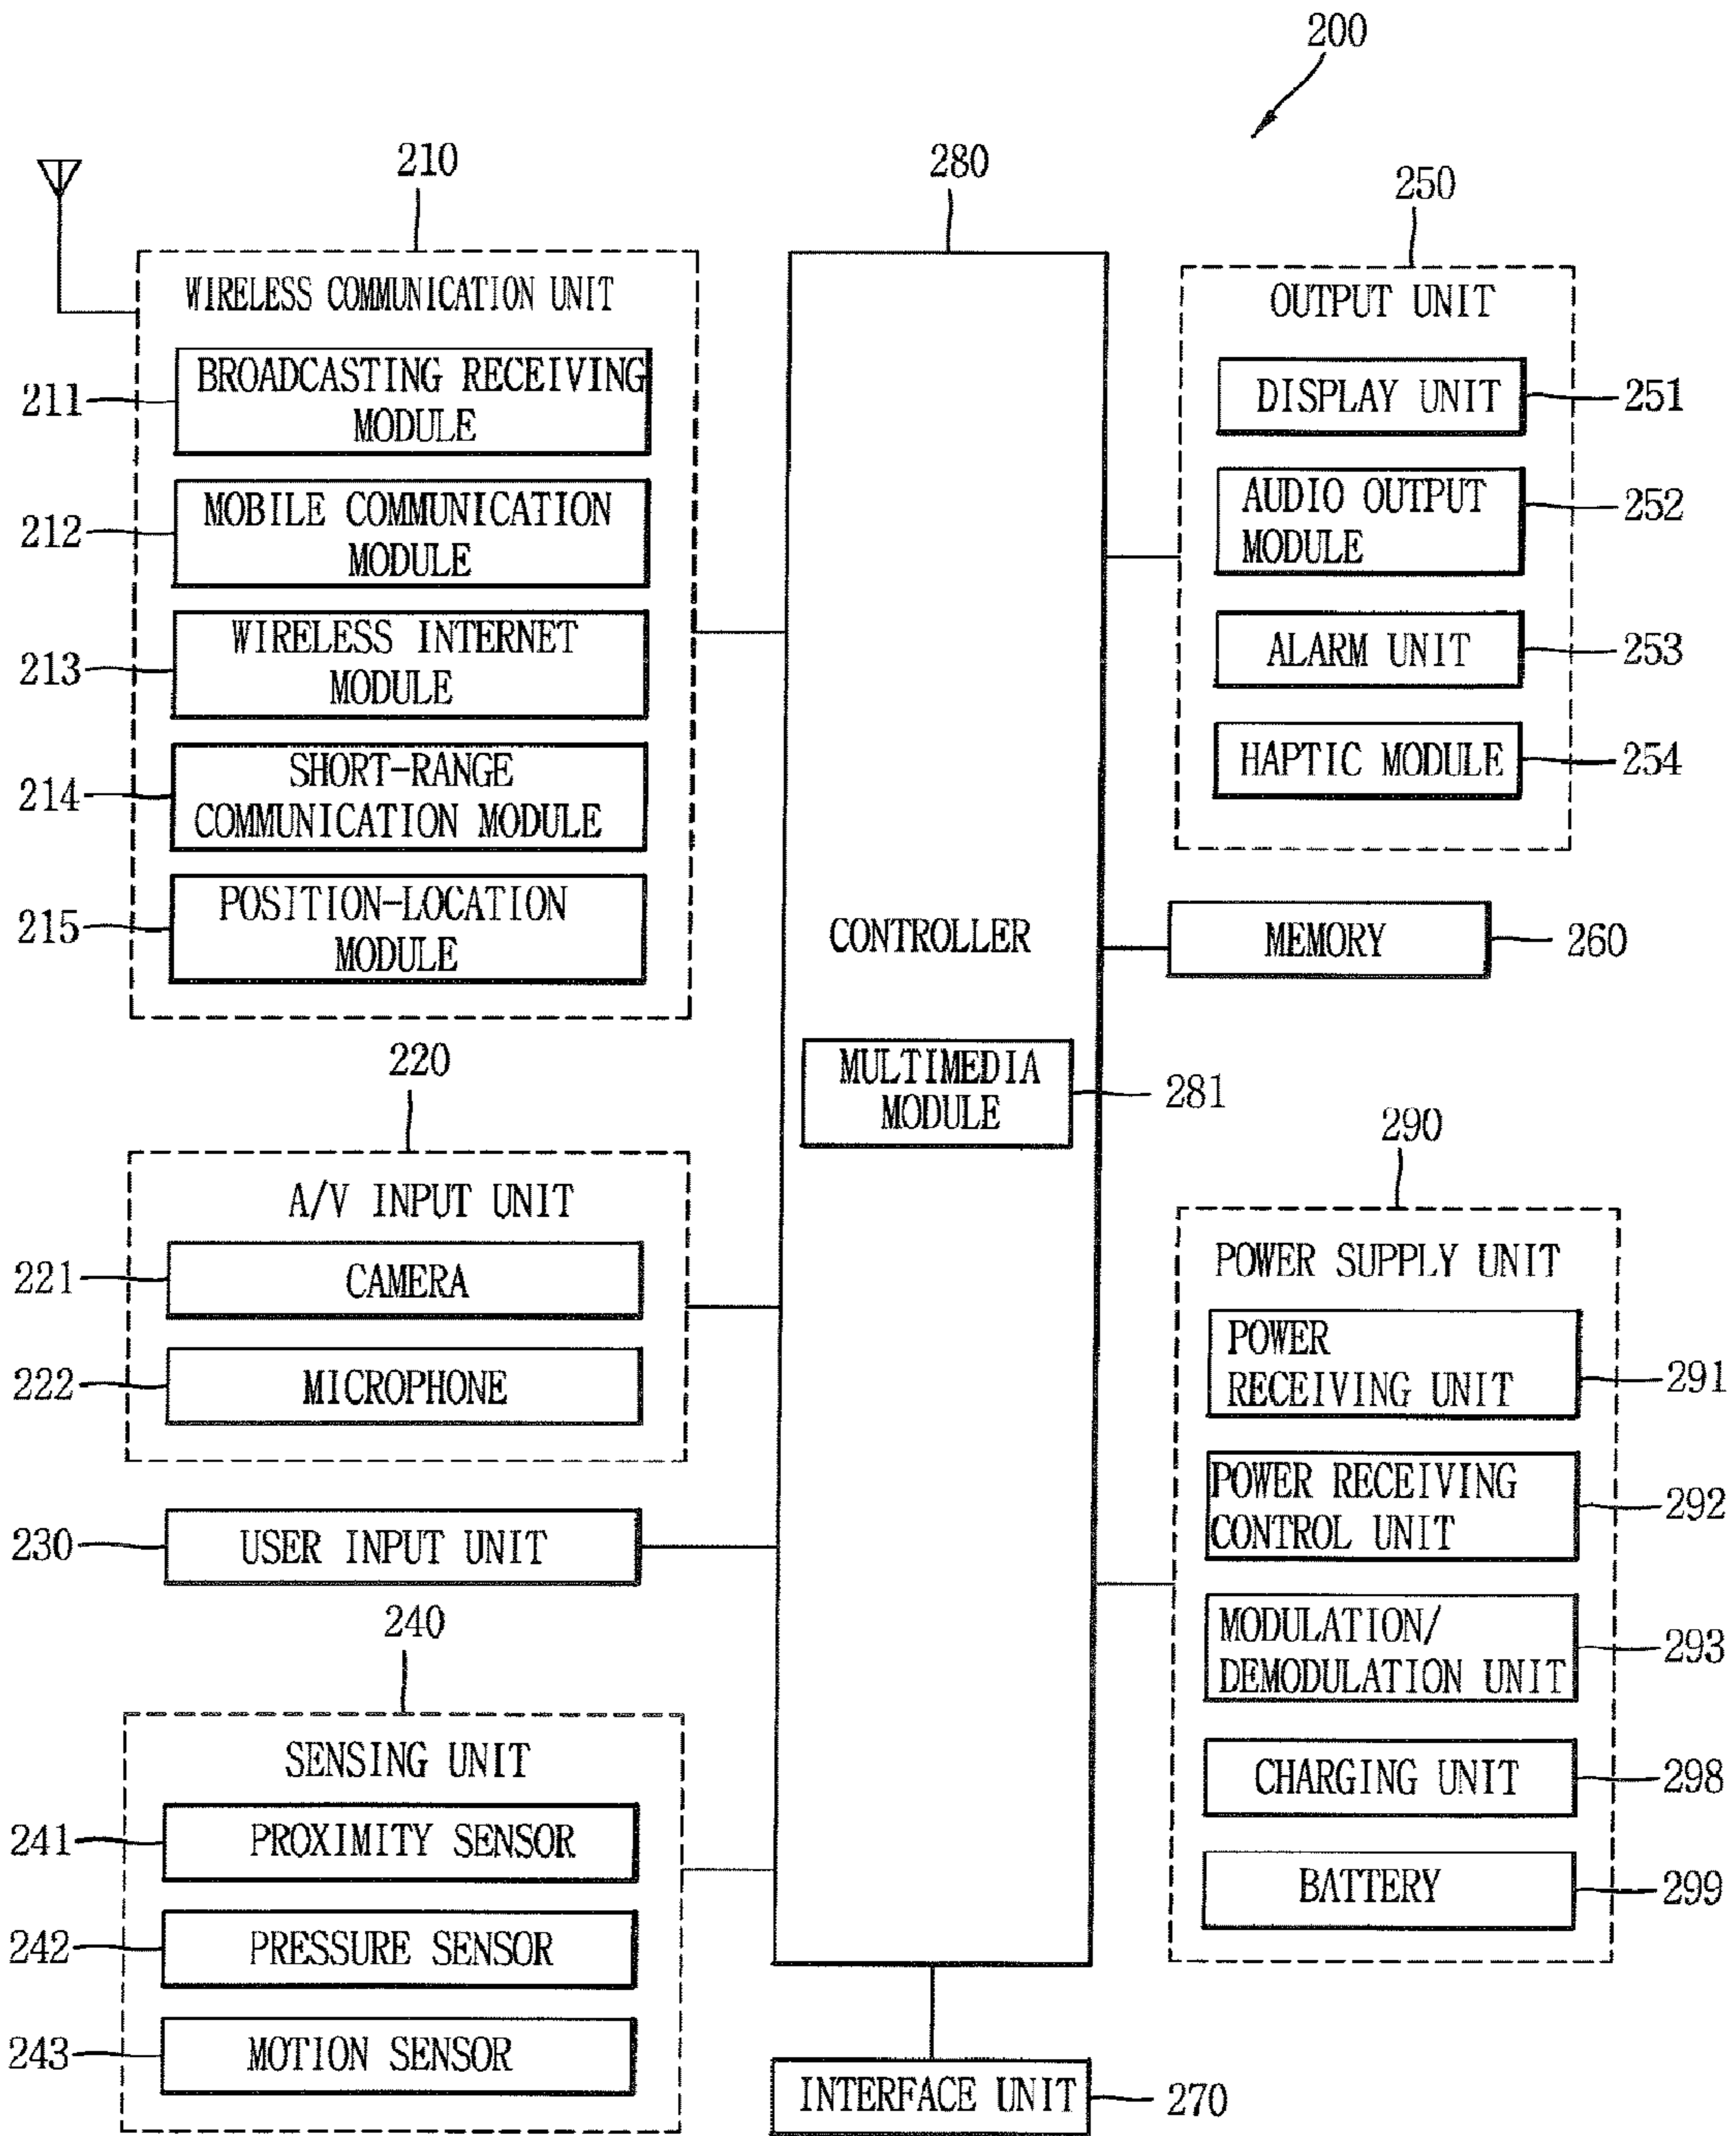 200
210
WIRELESS COMMUNICATION UNIT
211
BROADCASTING RECEIVING
MODULE
212
MOBILE COMMUNICATION
MODULE
213
WIRELESS INTERNET
MODULE
214
SHORT-RANGE
COMMUNICATION MODULE
215
POSITION-LOCATION
MODULE
220
A/V INPUT UNIT
221
CAMERA
222
MICROPHONE
230
USER INPUT UNIT
240
SENSING UNIT
241
PROXIMITY SENSOR
242
PRESSURE SENSOR
243
MOTION SENSOR
280
CONTROLLER
MULTIMEDIA
MODULE
281
INTERFACE UNIT
270
250
OUTPUT UNIT
DISPLAY UNIT
251
AUDIO OUTPUT
MODULE
252
ALARM UNIT
253
HAPTIC MODULE
254
MEMORY
260
290
POWER SUPPLY UNIT
POWER
RECEIVING UNIT
291
POWER RECEIVING
CONTROL UNIT
292
MODULATION/
DEMODULATION UNIT
293
CHARGING UNIT
298
BATTERY
299